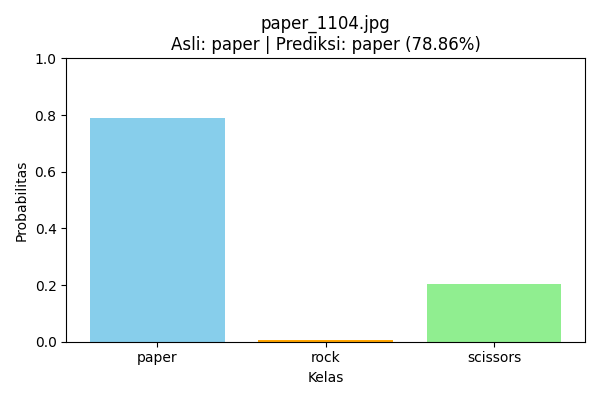 paper_1104.jpg
Asli: paper | Prediksi: paper (78.86%)
Probabilitas
1.0
0.8
0.6
0.4
0.2
0.0
paper rock scissors
Kelas